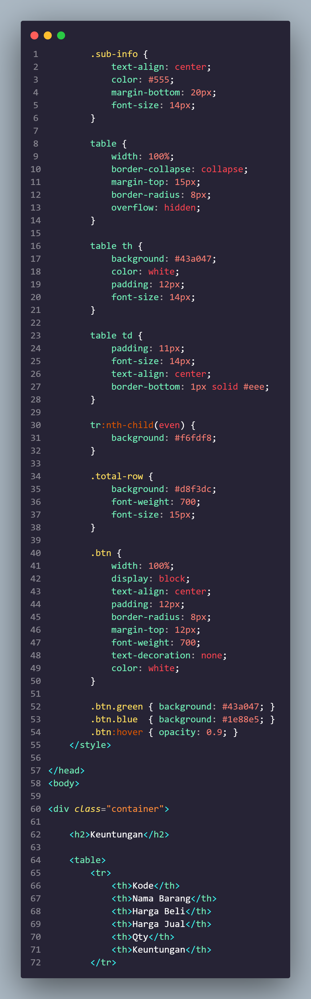 1 .sub-info {
2 text-align: center;
3 color: #555;
4 margin-bottom: 20px;
5 font-size: 14px;
6 }
7
8 table {
9 width: 100%;
10 border-collapse: collapse;
11 margin-top: 15px;
12 border-radius: 8px;
13 overflow: hidden;
14 }
15
16 table th {
17 background: #43a047;
18 color: white;
19 padding: 12px;
20 font-size: 14px;
21 }
22
23 table td {
24 padding: 11px;
25 font-size: 14px;
26 text-align: center;
27 border-bottom: 1px solid #eee;
28 }
29
30 tr:nth-child(even) {
31 background: #f6fdf8;
32 }
33
34 .total-row {
35 background: #d8f3dc;
36 font-weight: 700;
37 font-size: 15px;
38 }
39
40 .btn {
41 width: 100%;
42 display: block;
43 text-align: center;
44 padding: 12px;
45 border-radius: 8px;
46 margin-top: 12px;
47 font-weight: 700;
48 text-decoration: none;
49 color: white;
50 }
51
52 .btn.green { background: #43a047; }
53 .btn.blue  { background: #1e88e5; }
54 .btn:hover { opacity: 0.9; }
55 </style>
56
57 </head>
58 <body>
59
60 <div class="container">
61
62 <h2>Keuntungan</h2>
63
64 <table>
65 <tr>
66 <th>Kode</th>
67 <th>Nama Barang</th>
68 <th>Harga Beli</th>
69 <th>Harga Jual</th>
70 <th>Qty</th>
71 <th>Keuntungan</th>
72 </tr>